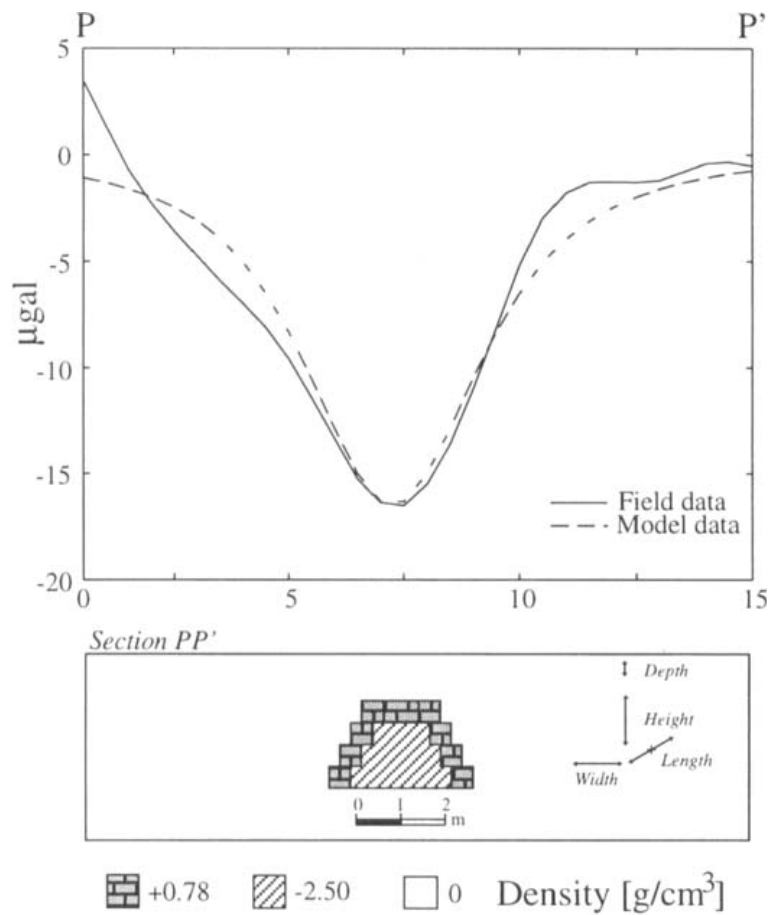 P P'
5
0
-5
-10
-15
-20
µgal
Field data
Model data
0 5 10 15
Section PP'
Depth
Height
Length
Width
0 1 2
m
+0.78 -2.50 0 Density [g/cm³]